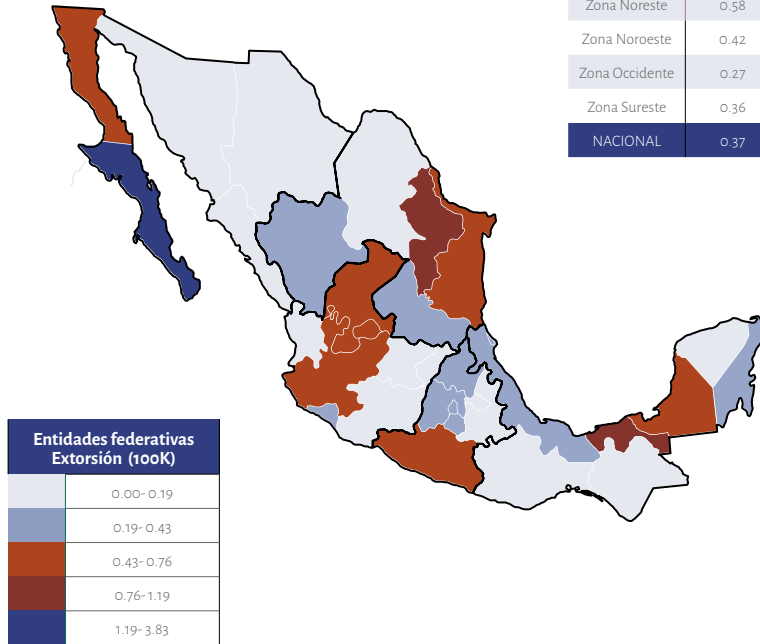 Zona Noreste 0.58
Zona Noroeste 0.42
Zona Occidente 0.27
Zona Sureste 0.36
NACIONAL 0.37
Entidades federativas
Extorsión (100K)
0.00-0.19
0.19-0.43
0.43-0.76
0.76-1.19
1.19-3.83